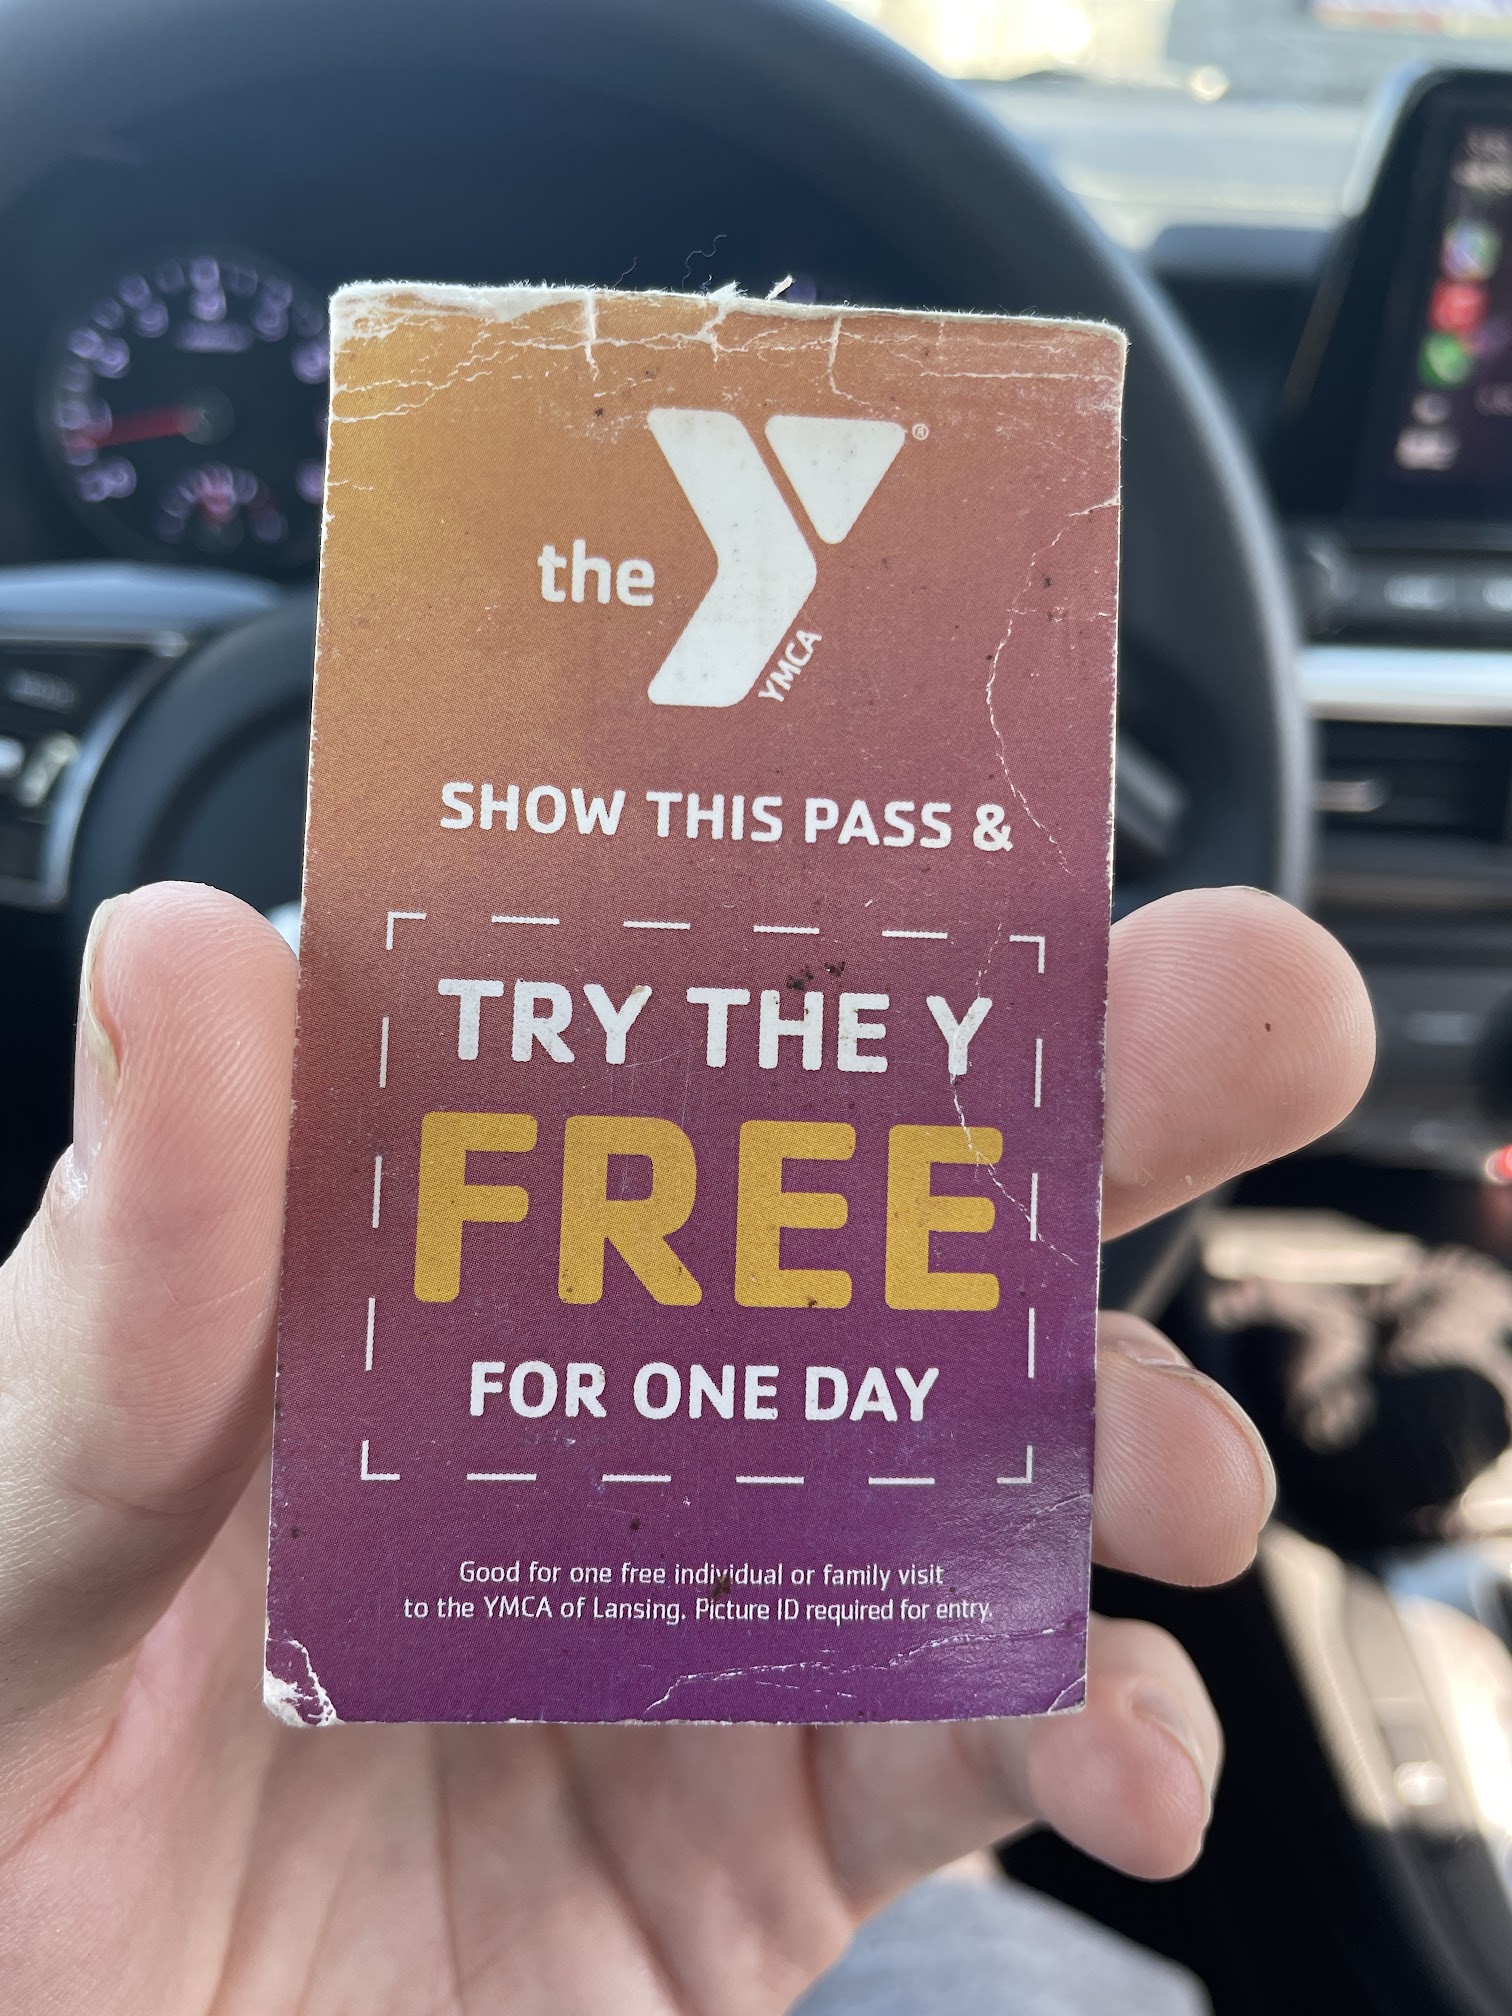 the
Y
®
YMCA
SHOW THIS PASS &
TRY THE Y
FREE
FOR ONE DAY
Good for one free individual or family visit
to the YMCA of Lansing. Picture ID required for entry.